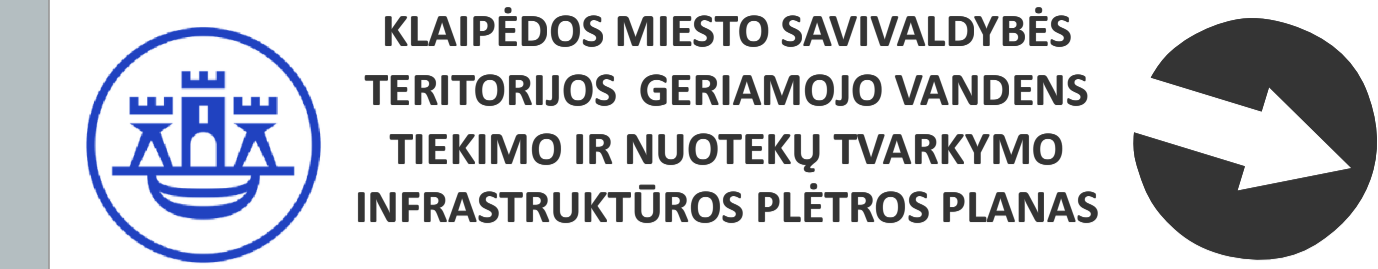 KLAIPĖDOS MIESTO SAVIVALDYBĖS
TERITORIJOS GERIAMOJO VANDENS
TIEKIMO IR NUOTEKŲ TVARKYMO
INFRASTRUKTŪROS PLĖTROS PLANAS